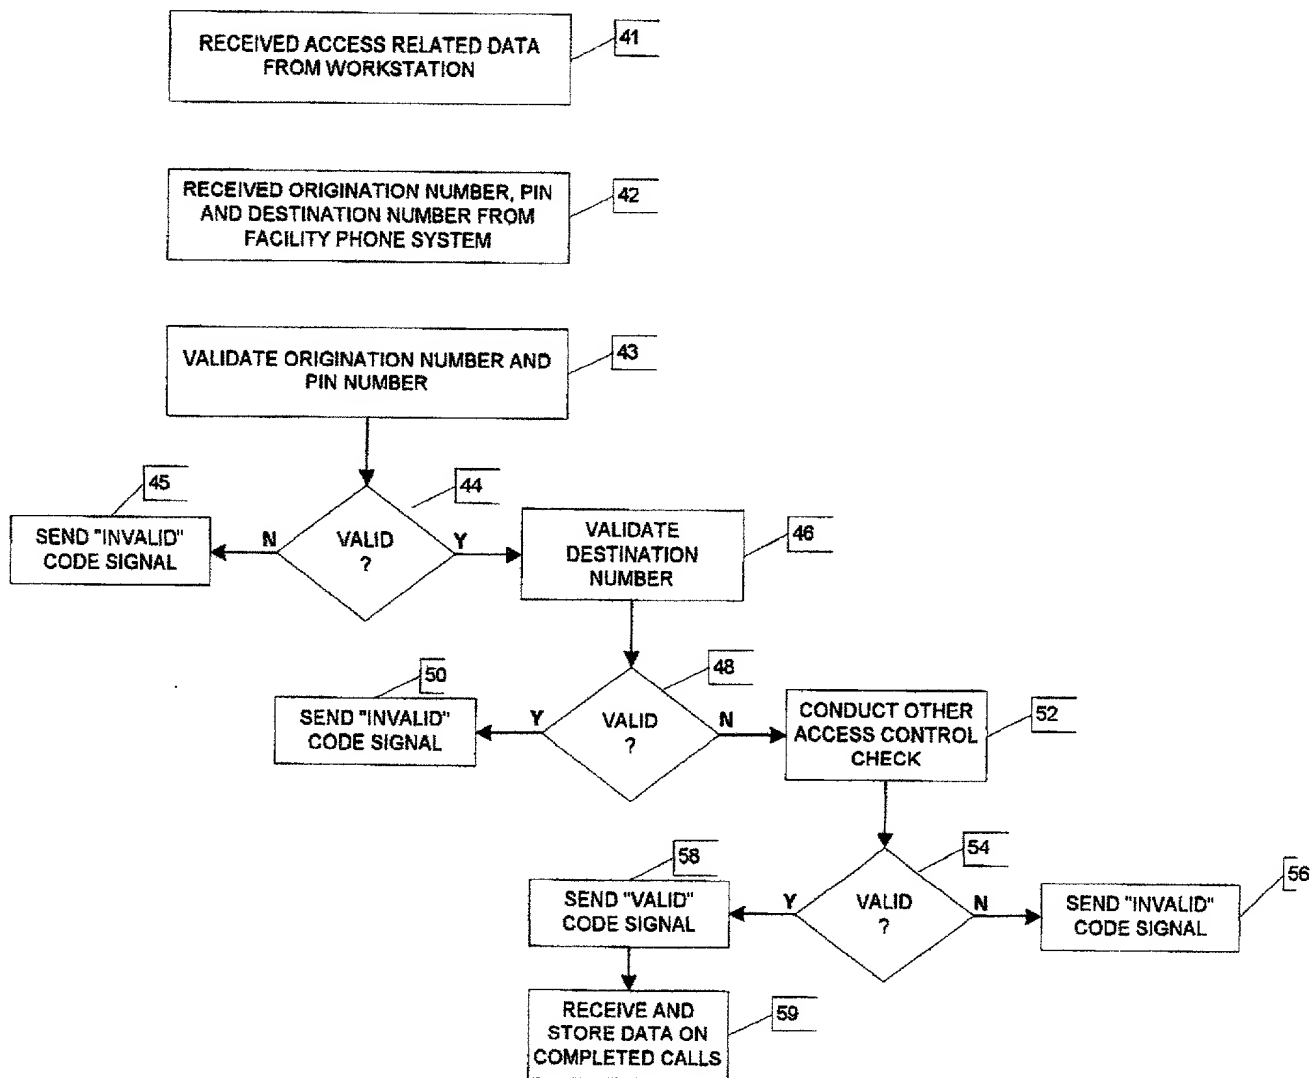 RECEIVED ACCESS RELATED DATA
FROM WORKSTATION
41
RECEIVED ORIGINATION NUMBER, PIN
AND DESTINATION NUMBER FROM
FACILITY PHONE SYSTEM
42
VALIDATE ORIGINATION NUMBER AND
PIN NUMBER
43
45
44
SEND "INVALID"
CODE SIGNAL
N
VALID
?
Y
VALIDATE
DESTINATION
NUMBER
46
50
48
SEND "INVALID"
CODE SIGNAL
Y
VALID
?
N
CONDUCT OTHER
ACCESS CONTROL
CHECK
52
58
54
56
SEND "VALID"
CODE SIGNAL
Y
VALID
?
N
SEND "INVALID"
CODE SIGNAL
RECEIVE AND
STORE DATA ON
COMPLETED CALLS
59